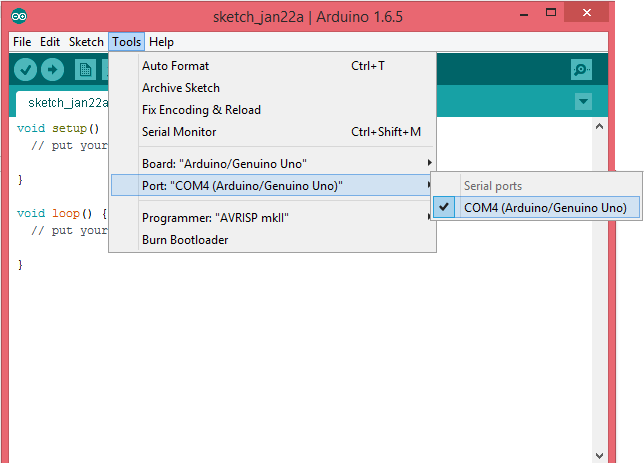 sketch_jan22a | Arduino 1.6.5
File Edit Sketch Tools Help
Auto Format Ctrl+T
Archive Sketch
Fix Encoding & Reload
Serial Monitor Ctrl+Shift+M
Board: "Arduino/Genuino Uno"
Port: "COM4 (Arduino/Genuino Uno)"
Programmer: "AVRISP mkII"
Burn Bootloader
Serial ports
COM4 (Arduino/Genuino Uno)
sketch_jan22a
void setup()
// put your
}
void loop() {
// put your
}